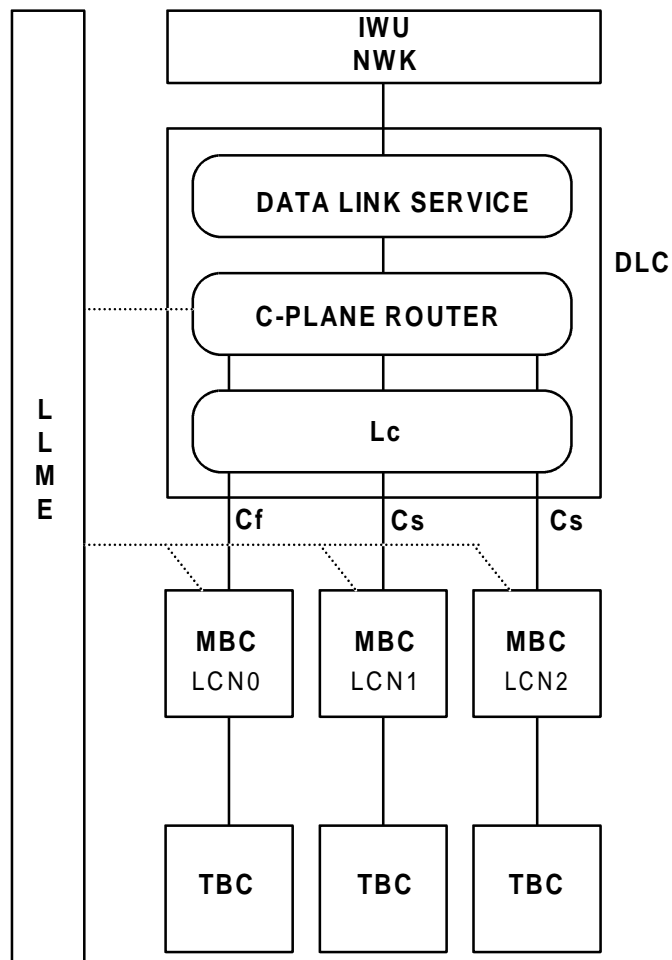 IWU
NWK
DATA LINK SERVICE
DLC
C-PLANE ROUTER
L
L
M
E
Lc
Cf Cs Cs
MBC MBC MBC
LCN0 LCN1 LCN2
TBC TBC TBC